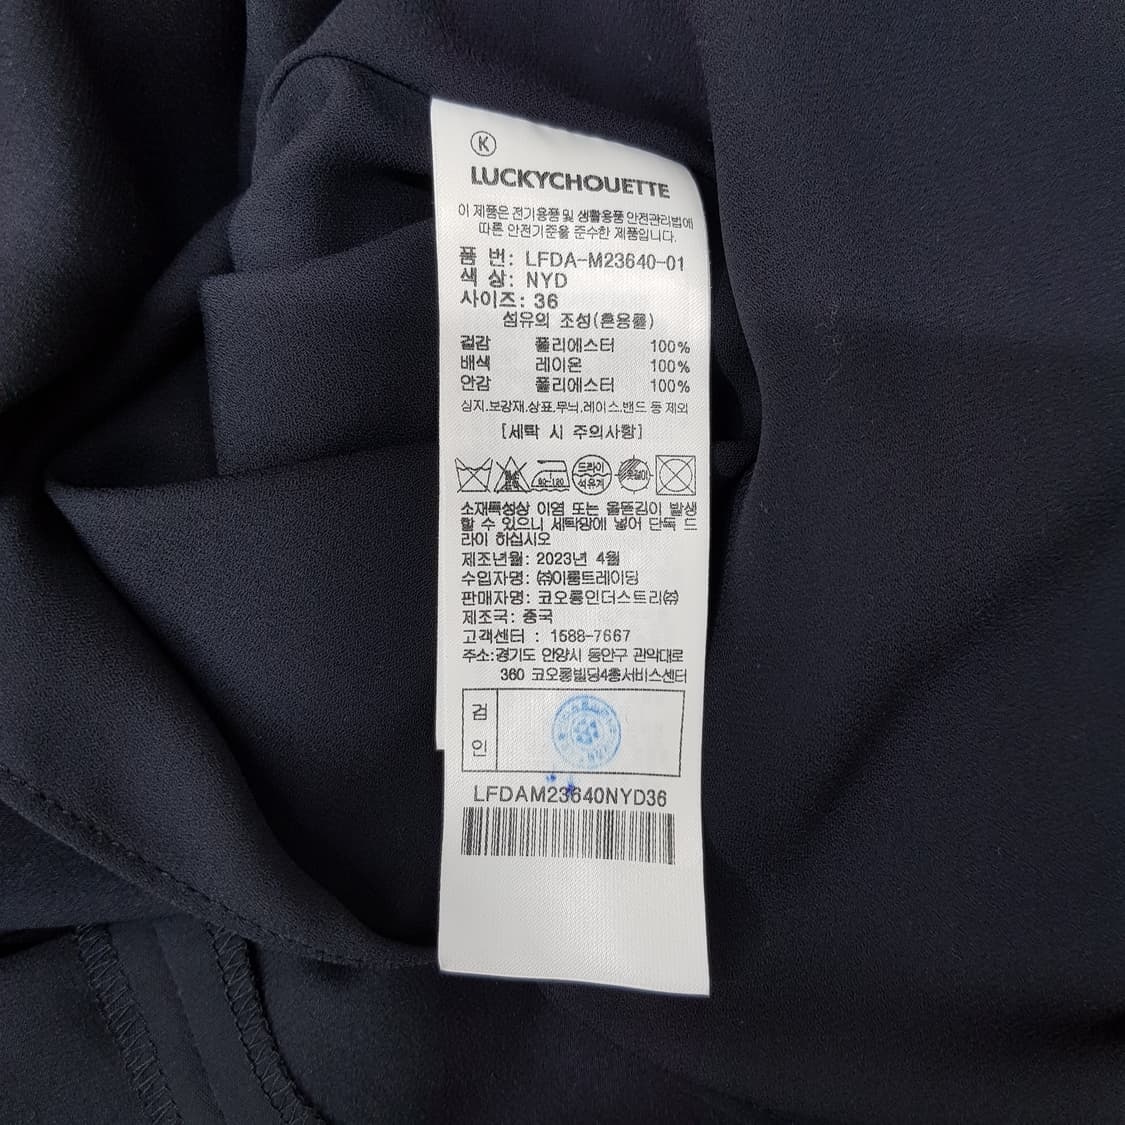 K
LUCKYCHOUETTE
이 제품은 전기용품 및 생활용품 안전관리법에
따른 안전기준을 준수한 제품입니다.
품 번: LFDA-M23640-01
색 상: NYD
사이즈: 36
섬유의 조성(혼용률)
겉감 폴리에스터 100%
배색 레이온 100%
안감 폴리에스터 100%
심지.보강재.상표.무늬.레이스.밴드 등 제외
[세탁 시 주의사항]
80~120 드라이
석유계
소재특성상 이염 또는 올뜯김이 발생
할 수 있으니 세탁망에 넣어 단독 드
라이 하십시오
제조년월: 2023년 4월
수입자명: ㈜이룸트레이딩
판매자명: 코오롱인더스트리㈜
제조국: 중국
고객센터 : 1588-7667
주소:경기도 안양시 동안구 관악대로
360 코오롱빌딩4층서비스센터
검
인
LFDAM23640NYD36